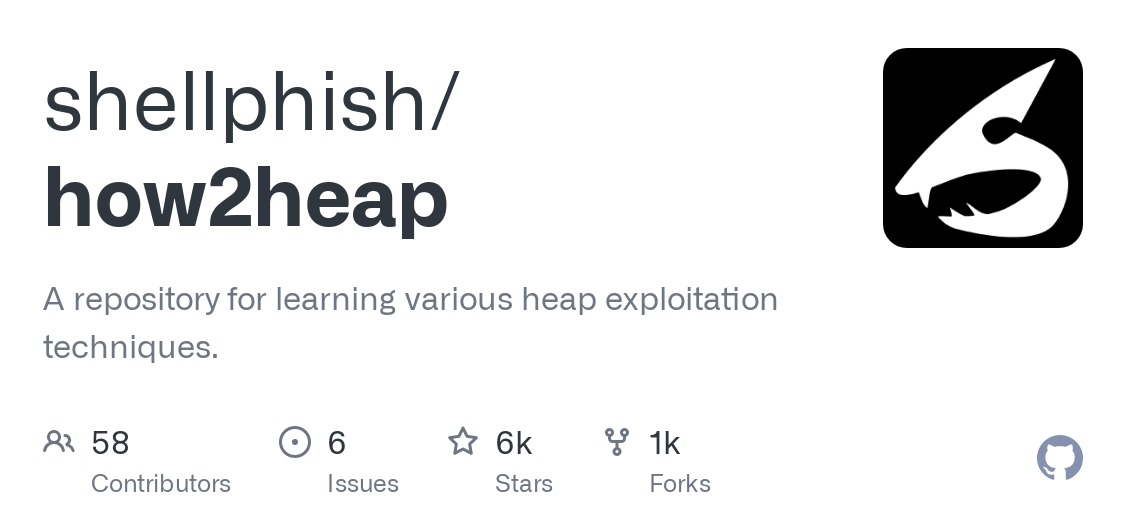 shellphish/
how2heap
A repository for learning various heap exploitation
techniques.
58 6 6k 1k
Contributors Issues Stars Forks